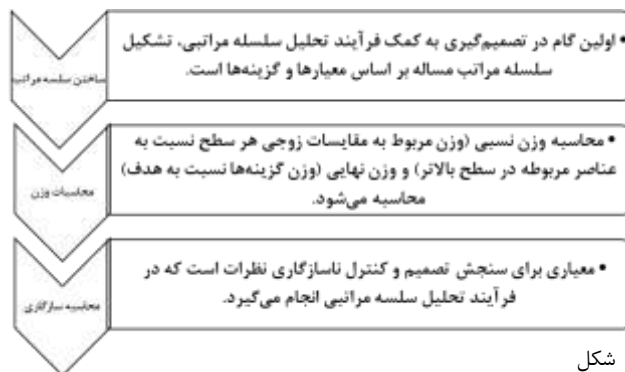 • اولین گام در تصمیم‌گیری به کمک فرآیند تحلیل سلسله مراتبی، تشکیل
سلسله مراتب مساله بر اساس معیارها و گزینه‌ها است.
ساختن سلسه مراتب
• محاسبه وزن نسبی (وزن مربوط به مقایسات زوجی هر سطح نسبت به
عناصر مربوطه در سطح بالاتر) و وزن نهایی (وزن گزینه‌ها نسبت به هدف)
محاسبه می‌شود.
محاسبات وزن
• معیاری برای سنجش تصمیم و کنترل ناسازگاری نظرات است که در
فرآیند تحلیل سلسه مراتبی انجام می‌گیرد.
محاسبه سازگاری
شکل